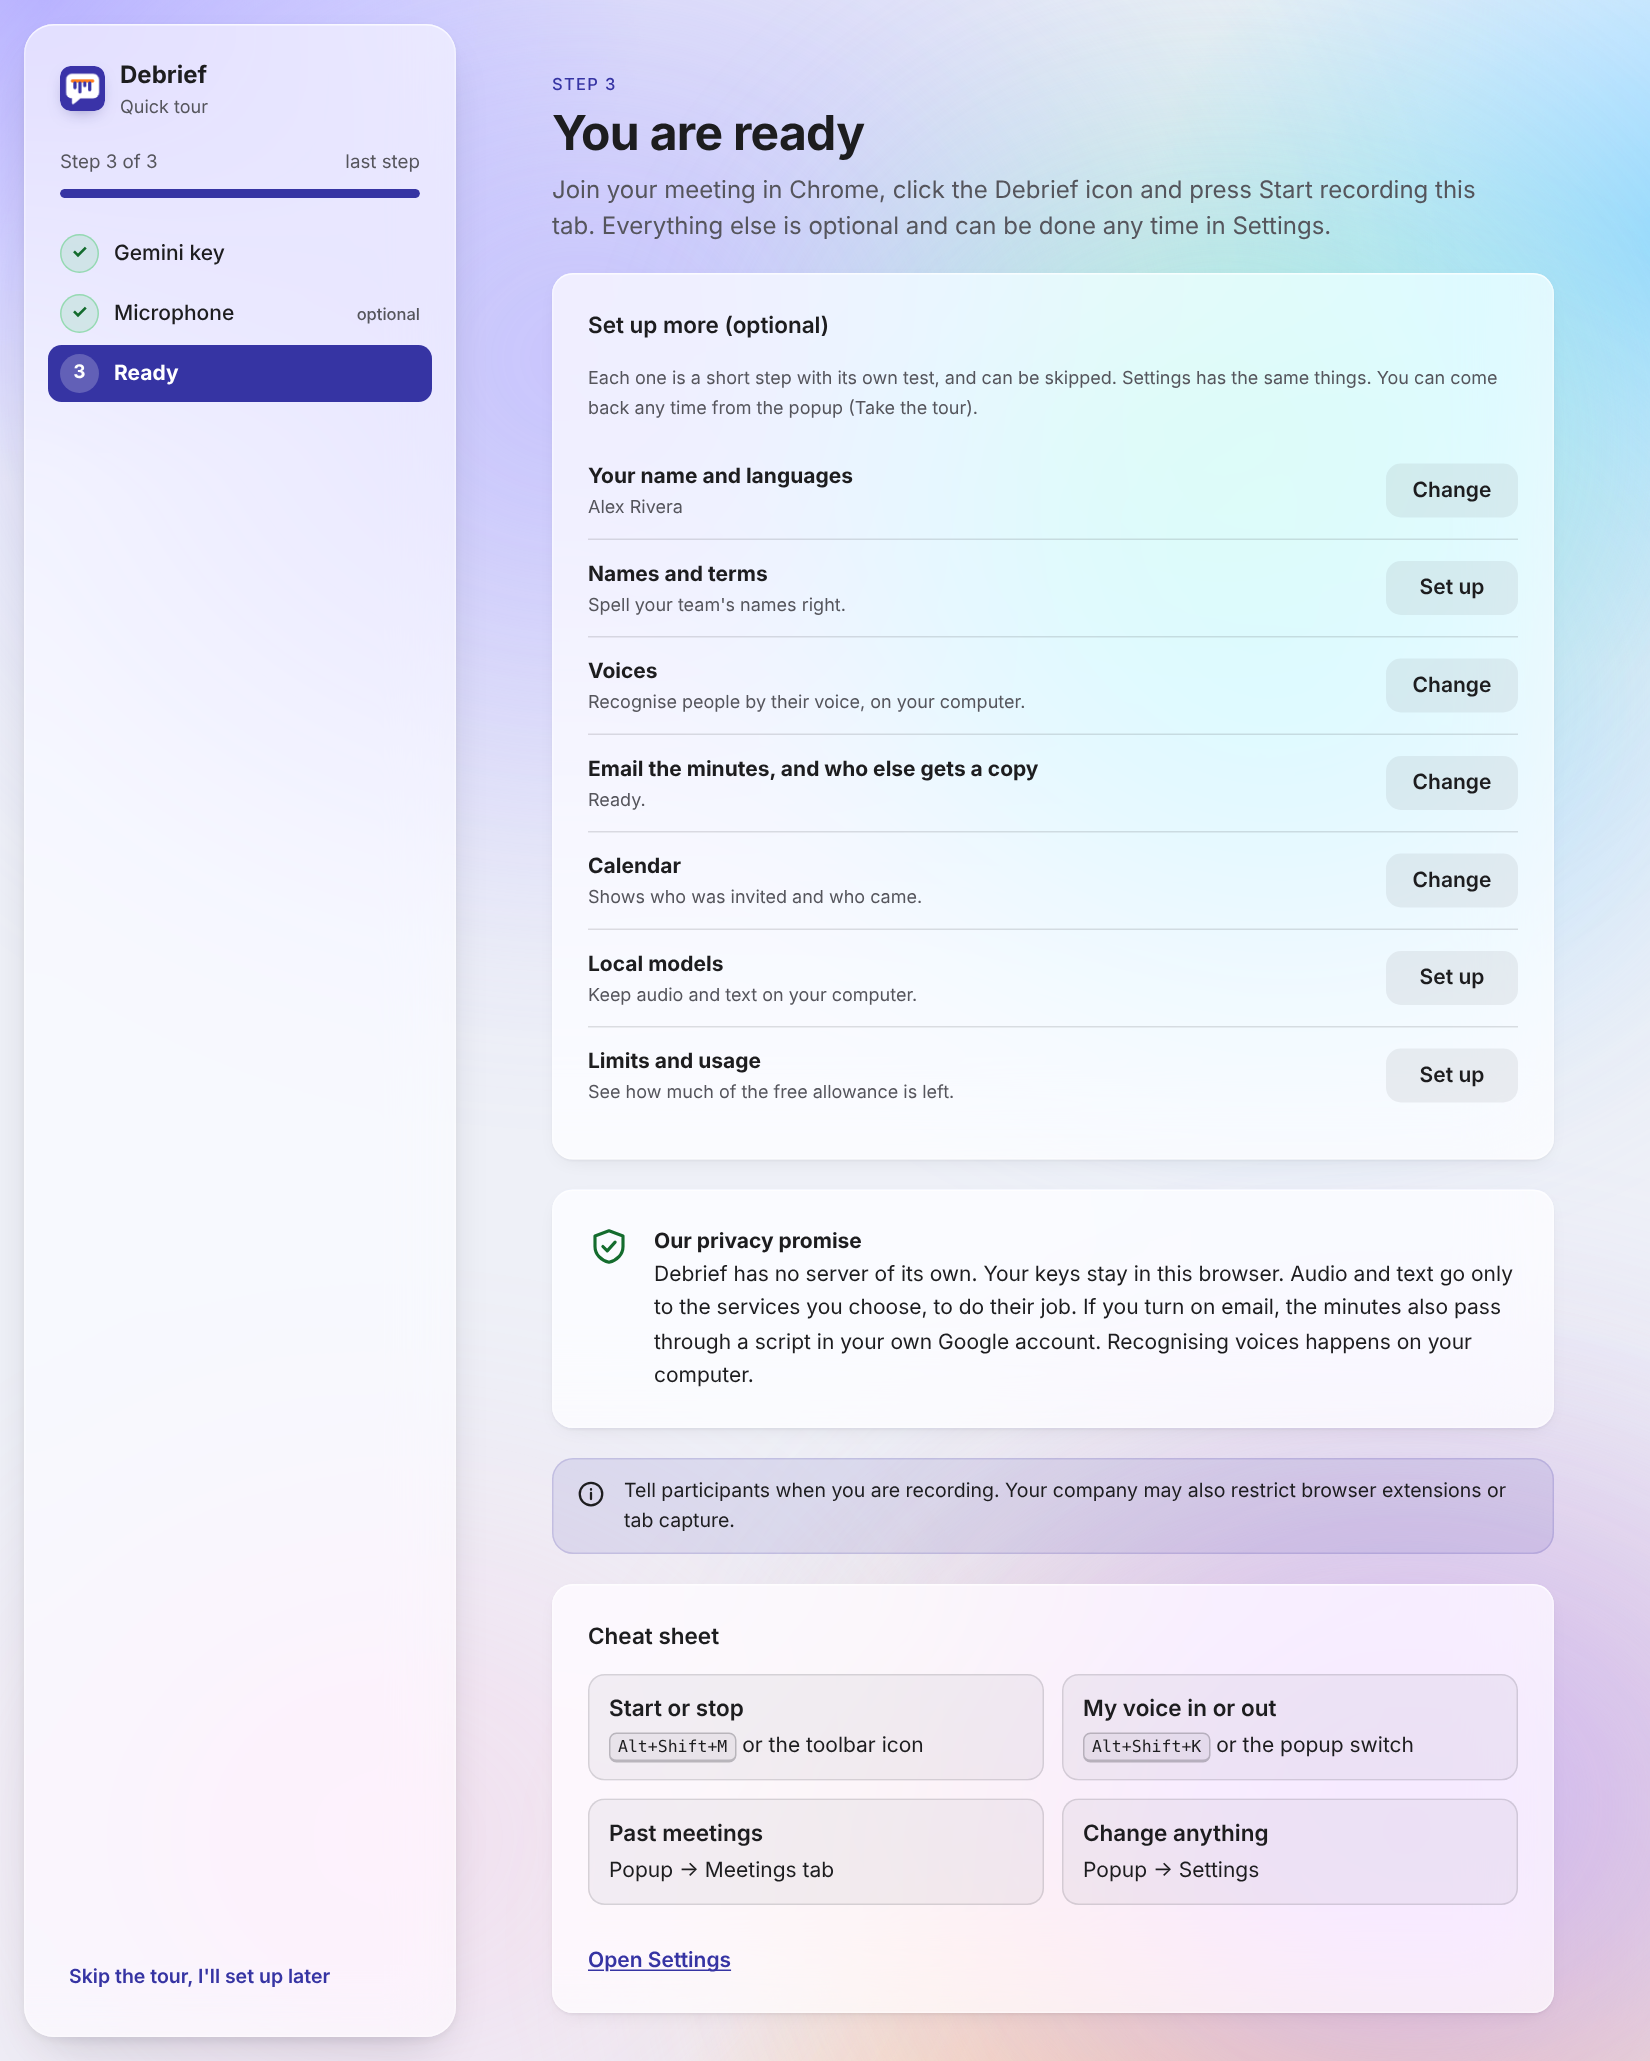 Debrief
Quick tour
Step 3 of 3
last step
Gemini key
Microphone
optional
3
Ready
Skip the tour, I'll set up later
STEP 3
You are ready
Join your meeting in Chrome, click the Debrief icon and press Start recording this
tab. Everything else is optional and can be done any time in Settings.
Set up more (optional)
Each one is a short step with its own test, and can be skipped. Settings has the same things. You can come
back any time from the popup (Take the tour).
Your name and languages
Alex Rivera
Change
Names and terms
Spell your team's names right.
Set up
Voices
Recognise people by their voice, on your computer.
Change
Email the minutes, and who else gets a copy
Ready.
Change
Calendar
Shows who was invited and who came.
Change
Local models
Keep audio and text on your computer.
Set up
Limits and usage
See how much of the free allowance is left.
Set up
Our privacy promise
Debrief has no server of its own. Your keys stay in this browser. Audio and text go only
to the services you choose, to do their job. If you turn on email, the minutes also pass
through a script in your own Google account. Recognising voices happens on your
computer.
Tell participants when you are recording. Your company may also restrict browser extensions or
tab capture.
Cheat sheet
Start or stop
Alt+Shift+M or the toolbar icon
My voice in or out
Alt+Shift+K or the popup switch
Past meetings
Popup → Meetings tab
Change anything
Popup → Settings
Open Settings